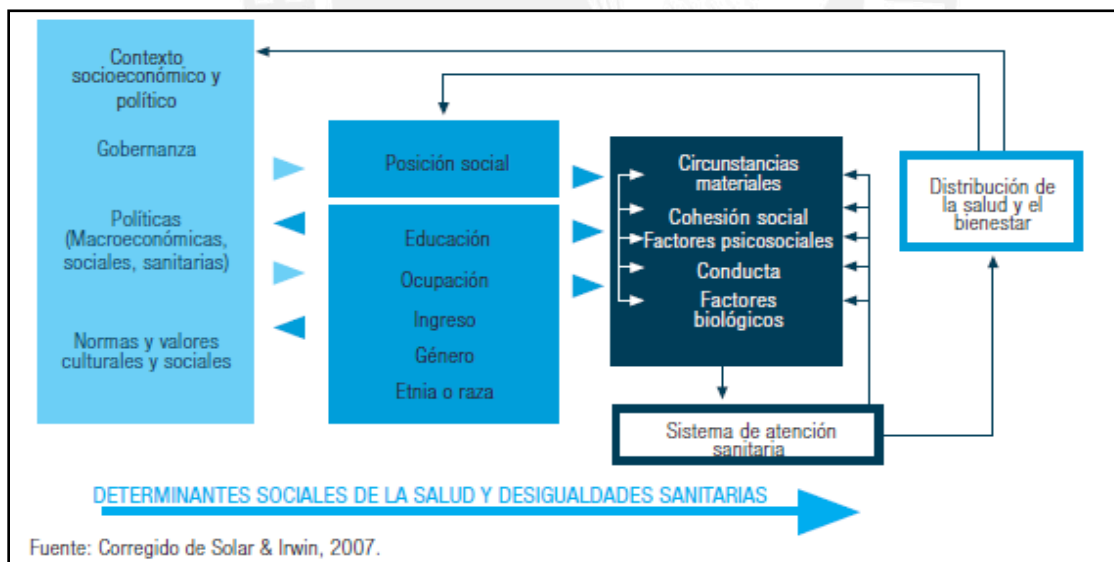 Contexto
socioeconómico y
político
Gobernanza
Políticas
(Macroeconómicas,
sociales, sanitarias)
Normas y valores
culturales y sociales
Posición social
Educación
Ocupación
Ingreso
Género
Etnia o raza
Circunstancias
materiales
Cohesión social
Factores psicosociales
Conducta
Factores
biológicos
Sistema de atención
sanitaria
Distribución de
la salud y el
bienestar
DETERMINANTES SOCIALES DE LA SALUD Y DESIGUALDADES SANITARIAS
Fuente: Corregido de Solar & Irwin, 2007.